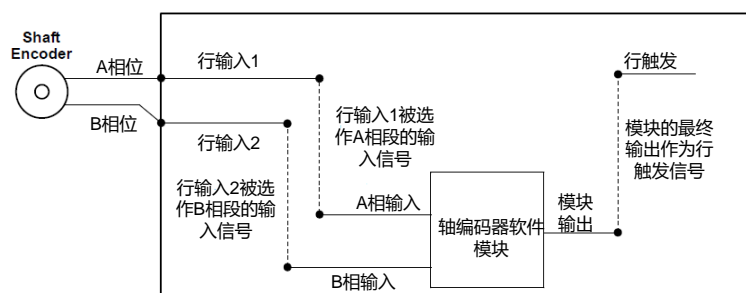 Shaft
Encoder
A相位
行输入1
行触发
B相位
行输入2
行输入1被选
作A相段的输
入信号
模块的最终
输出作为行
触发信号
行输入2被选
作B相段的输
入信号
A相输入
轴编码器软件
模块
模块
输出
B相输入